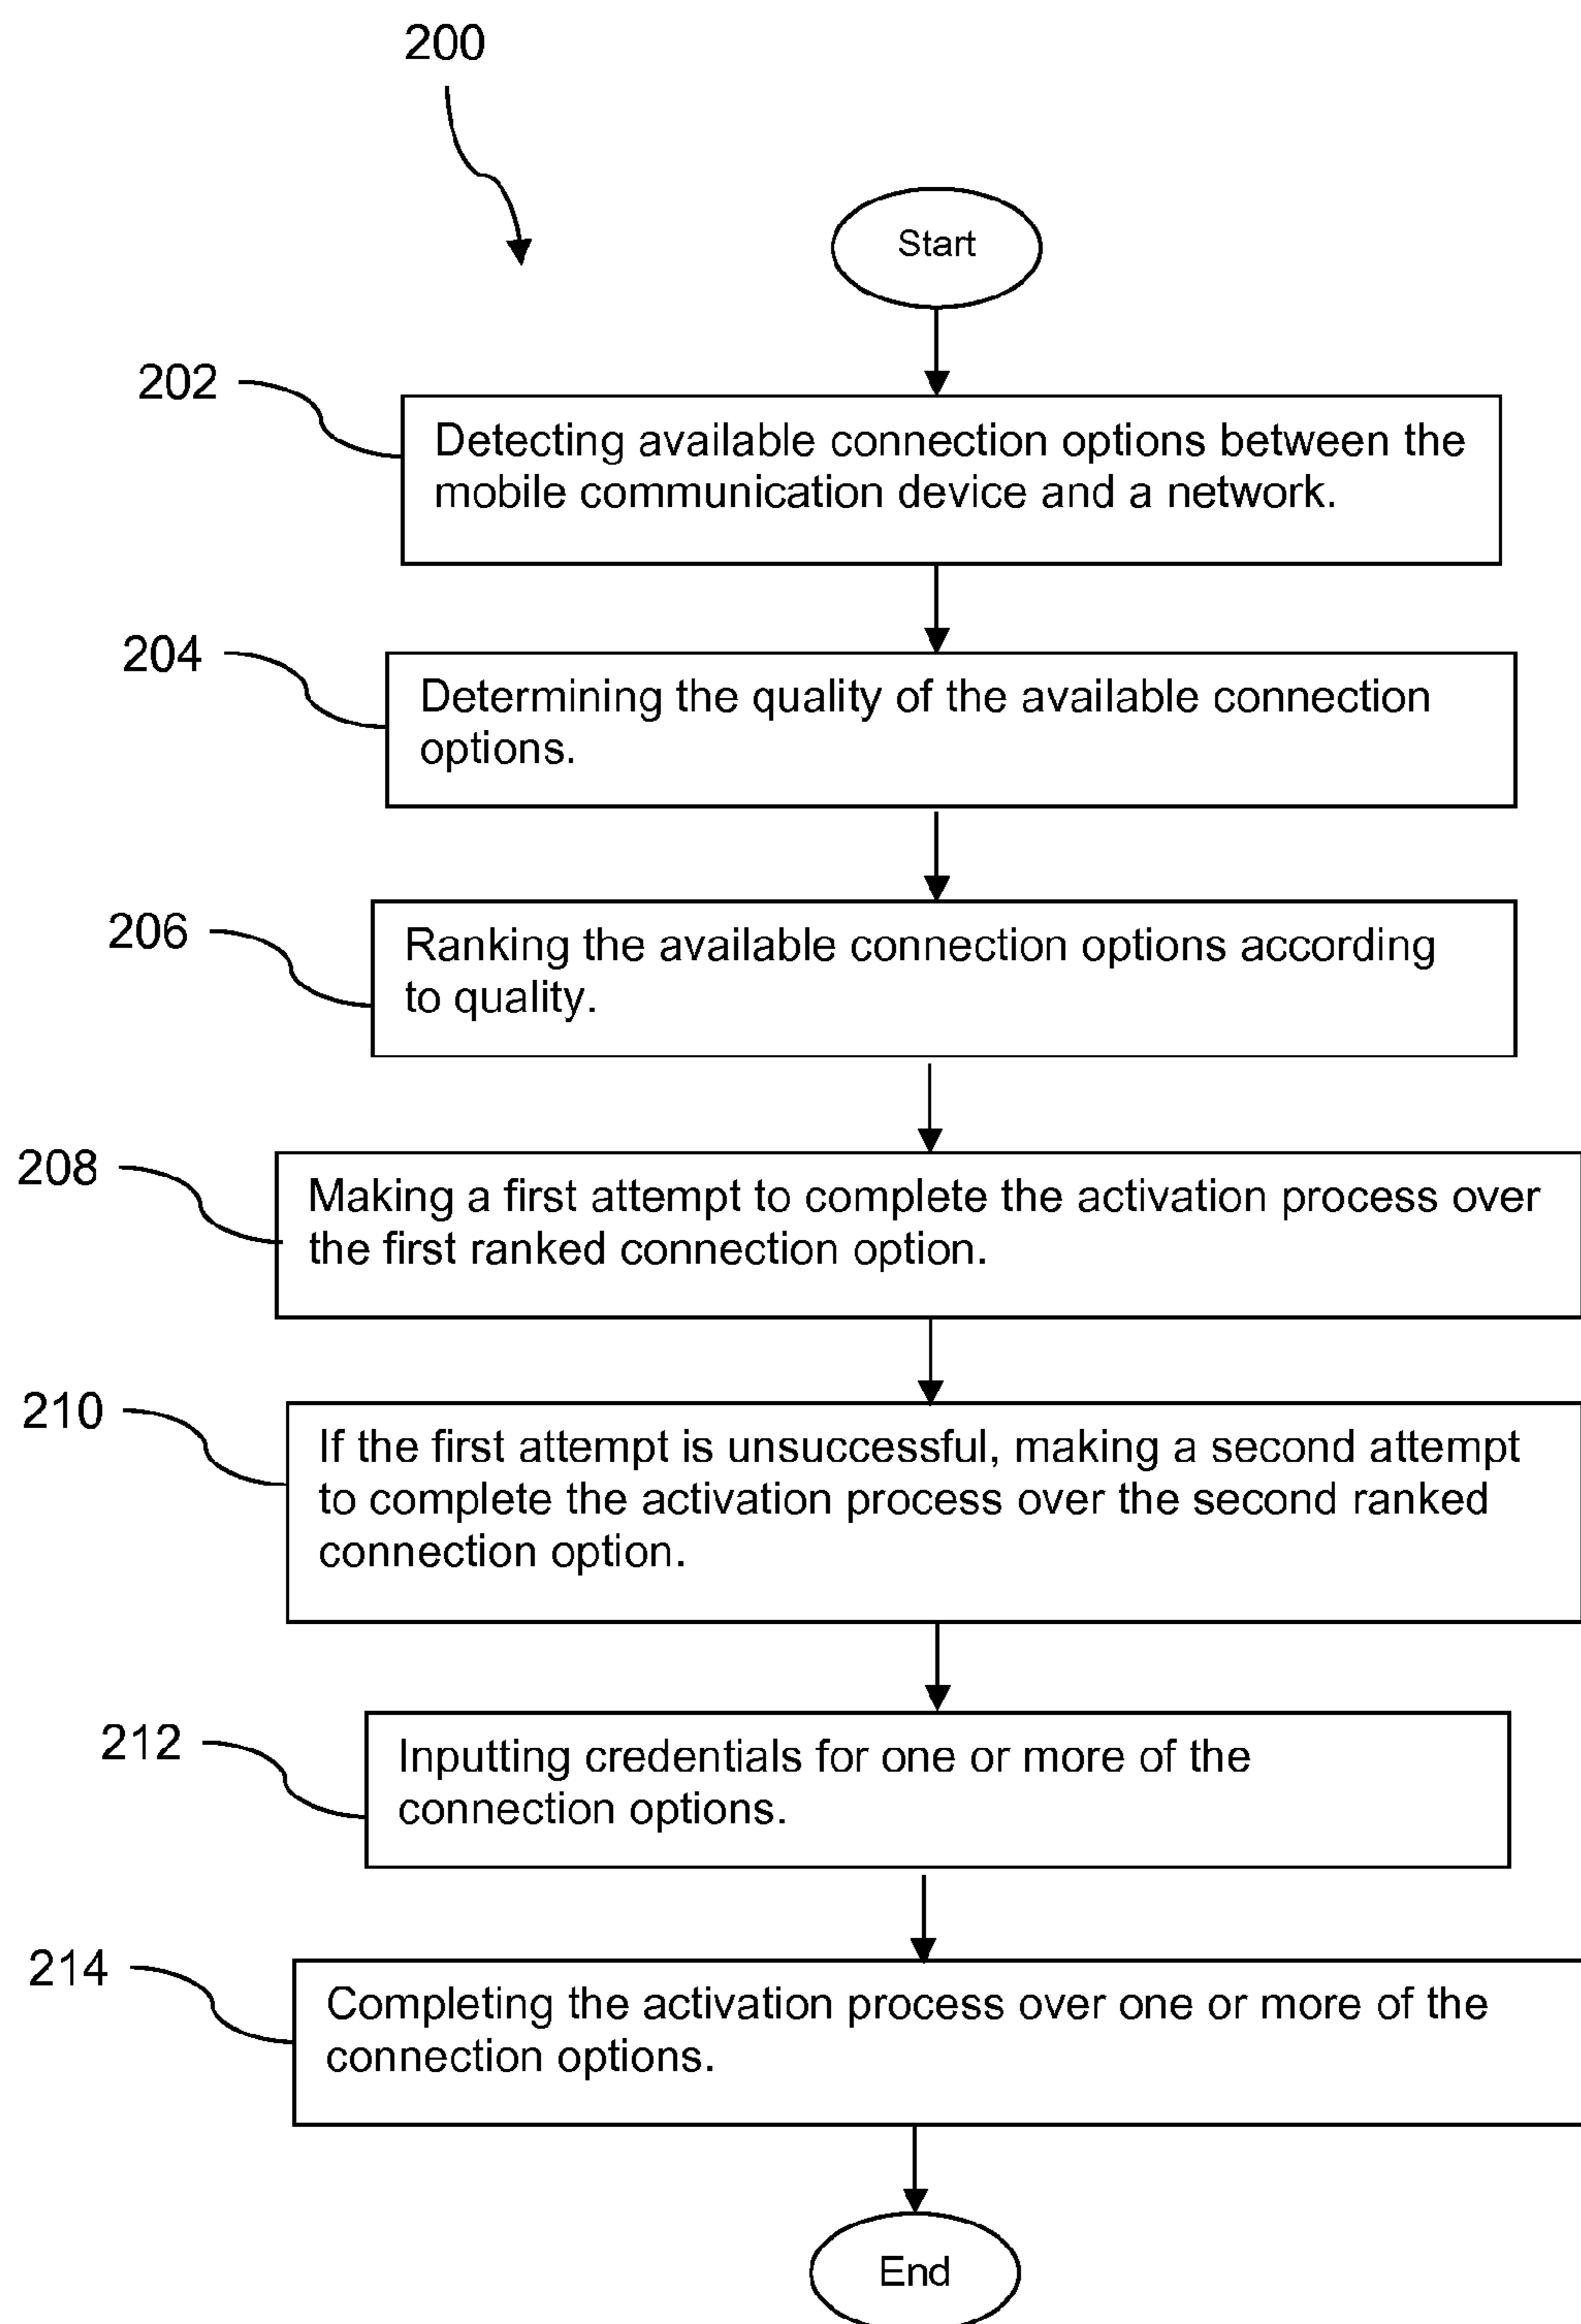 200
Start
202
Detecting available connection options between the
mobile communication device and a network.
204
Determining the quality of the available connection
options.
206
Ranking the available connection options according
to quality.
208
Making a first attempt to complete the activation process over
the first ranked connection option.
210
If the first attempt is unsuccessful, making a second attempt
to complete the activation process over the second ranked
connection option.
212
Inputting credentials for one or more of the
connection options.
214
Completing the activation process over one or more of the
connection options.
End